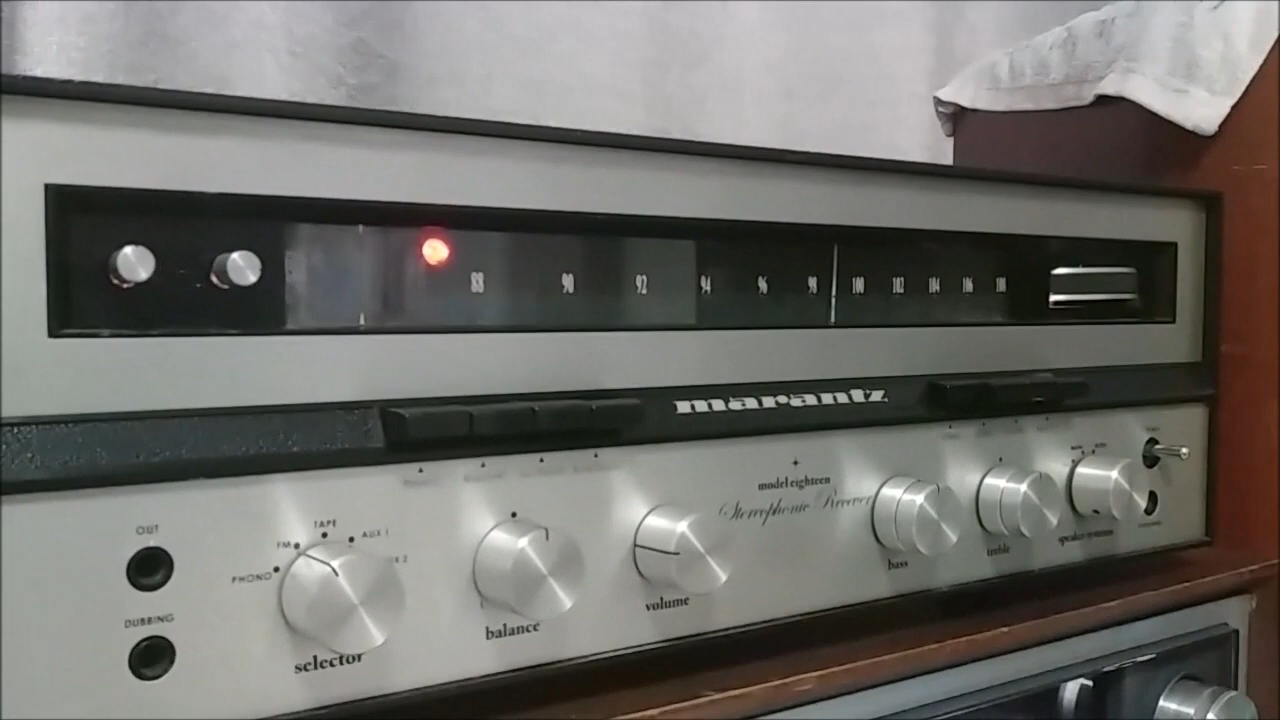 88 90 92 94 96 98 100 102 104 106 108
marantz
model eighteen
Stereophonic Receiver
OUT
TAPE
FM
AUX 1
PHONO
DUBBING
selector
balance
volume
bass
treble
speaker systems